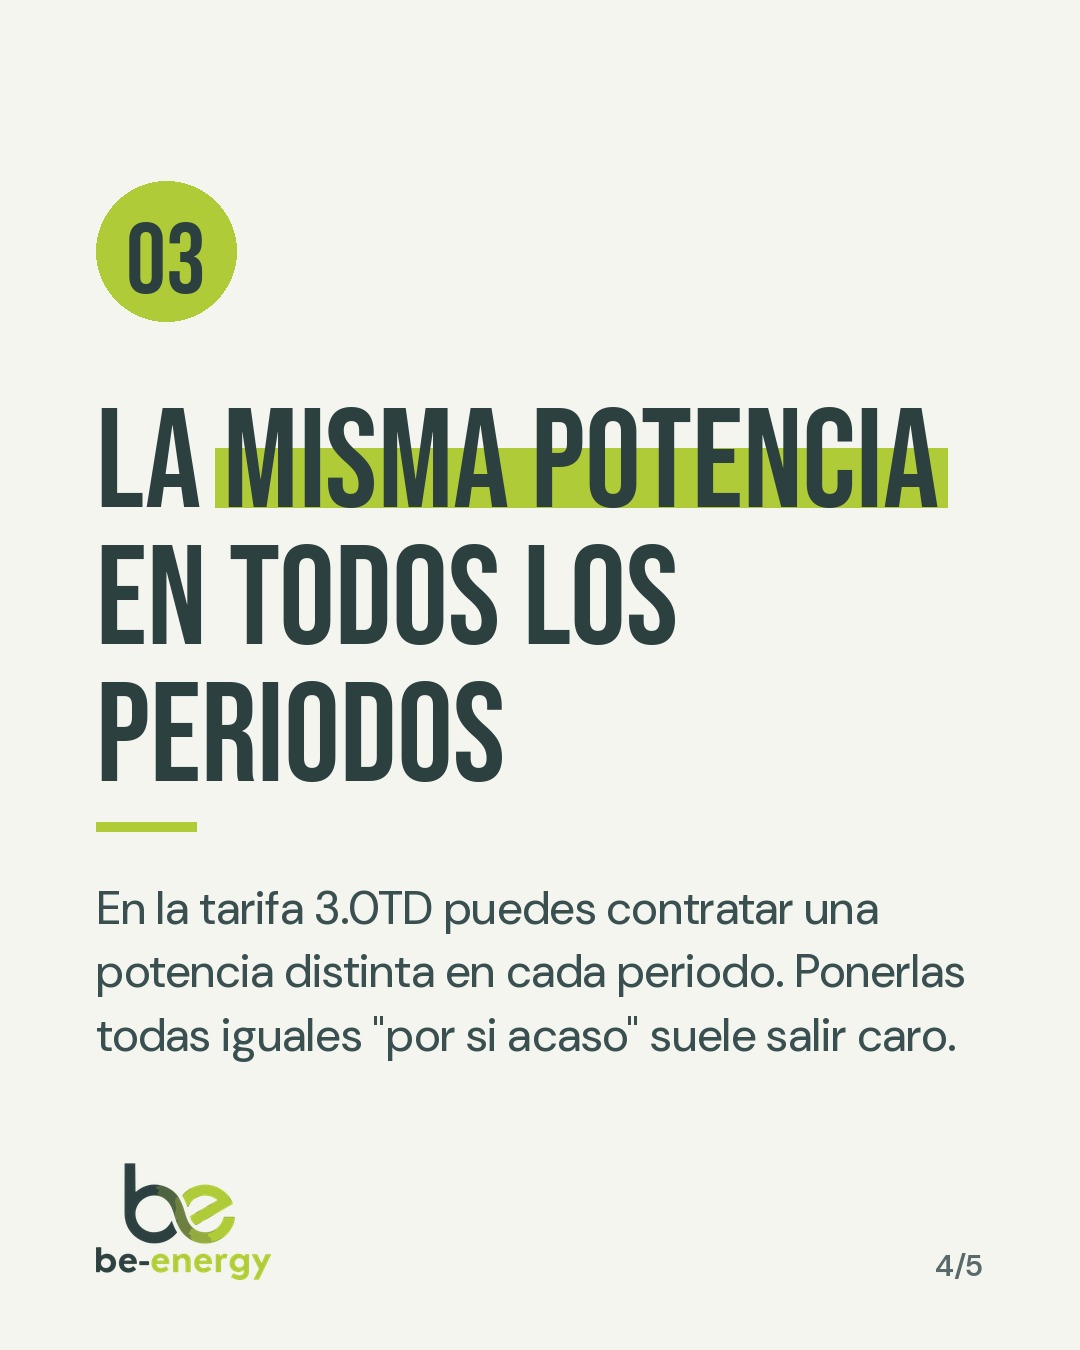 03
LA MISMA POTENCIA
EN TODOS LOS
PERIODOS
En la tarifa 3.0TD puedes contratar una
potencia distinta en cada periodo. Ponerlas
todas iguales "por si acaso" suele salir caro.
be
be-energy
4/5